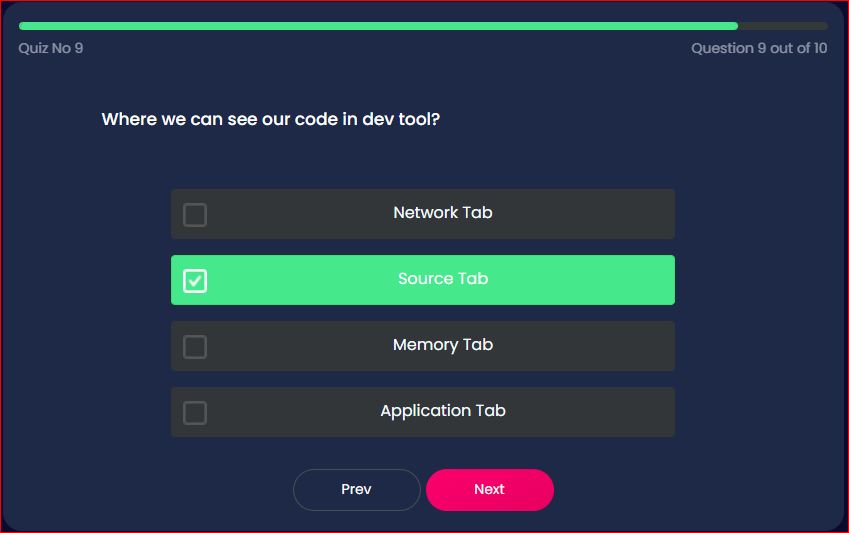 Quiz No 9
Question 9 out of 10
Where we can see our code in dev tool?
Network Tab
Source Tab
Memory Tab
Application Tab
Prev
Next